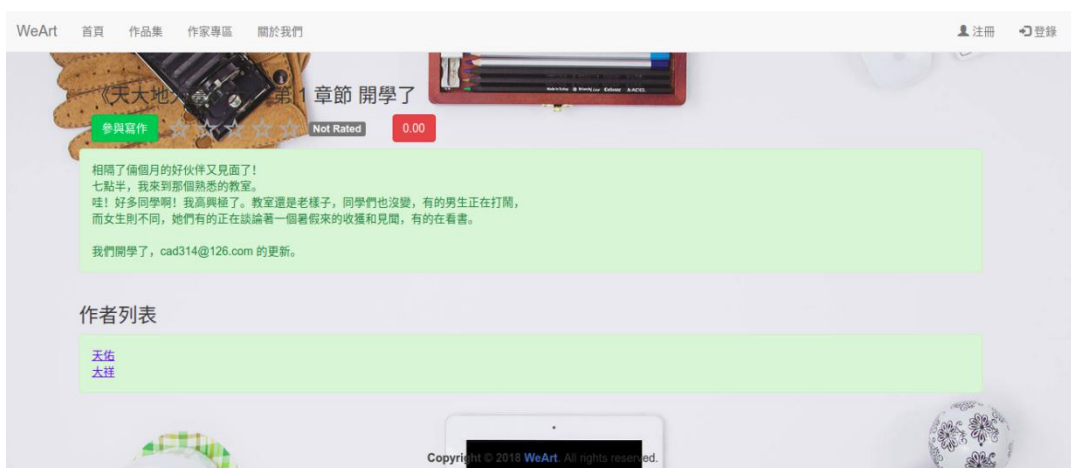 WeArt 首頁 作品集 作家專區 關於我們 注冊 登錄
《天大地 第 1 章節 開學了
參與寫作 Not Rated 0.00
相隔了倆個月的好伙伴又見面了!
七點半,我來到那個熟悉的教室。
哇!好多同學啊!我高興極了。教室還是老樣子,同學們也沒變,有的男生正在打鬧,
而女生則不同,她們有的正在談論著一個暑假來的收獲和見聞,有的在看書。
我們開學了,cad314@126.com 的更新。
作者列表
天佑
大祥
Copyright © 2018 WeArt. All rights reserved.